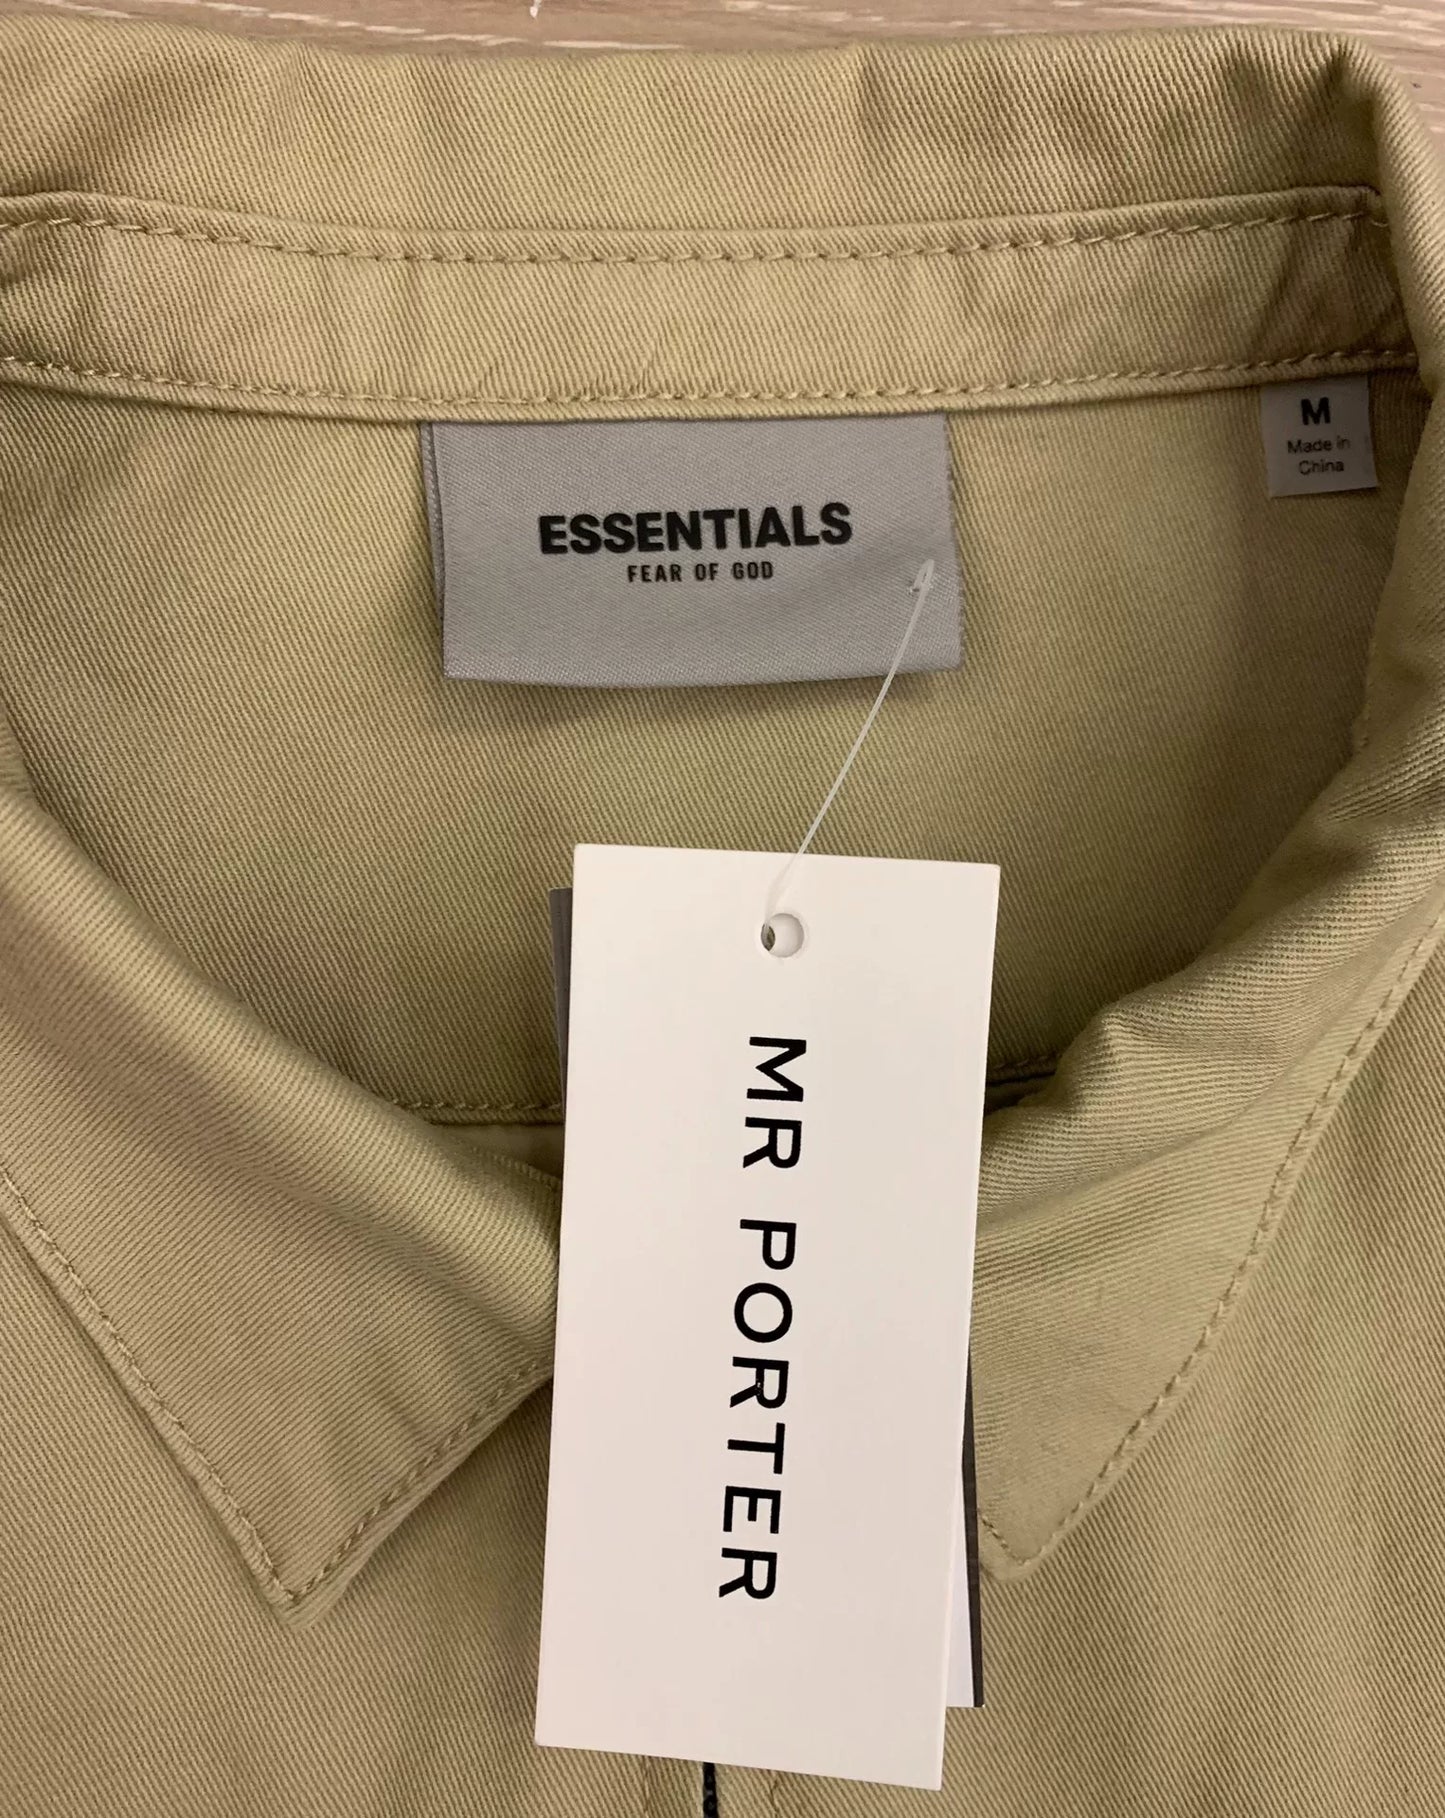 ESSENTIALS
FEAR OF GOD
M
Made in
China
MR PORTER